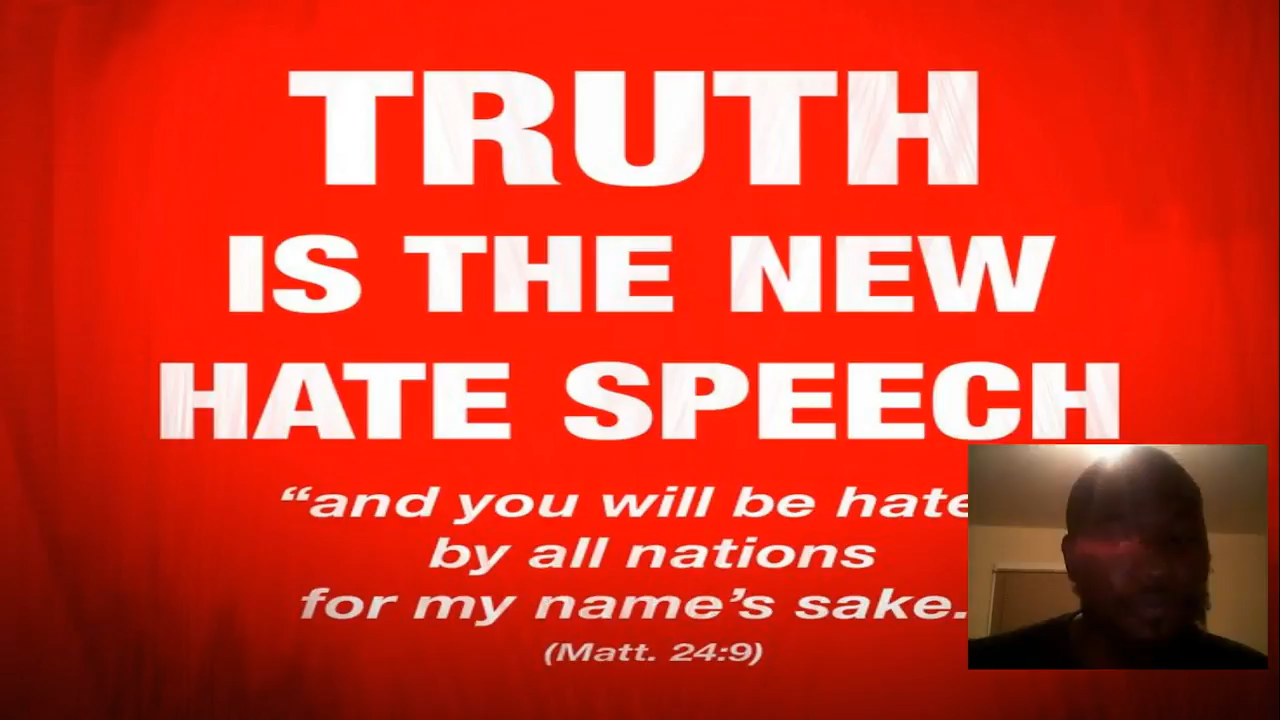 TRUTH
IS THE NEW
HATE SPEECH
“and you will be hate
by all nations
for my name’s sake.
(Matt. 24:9)